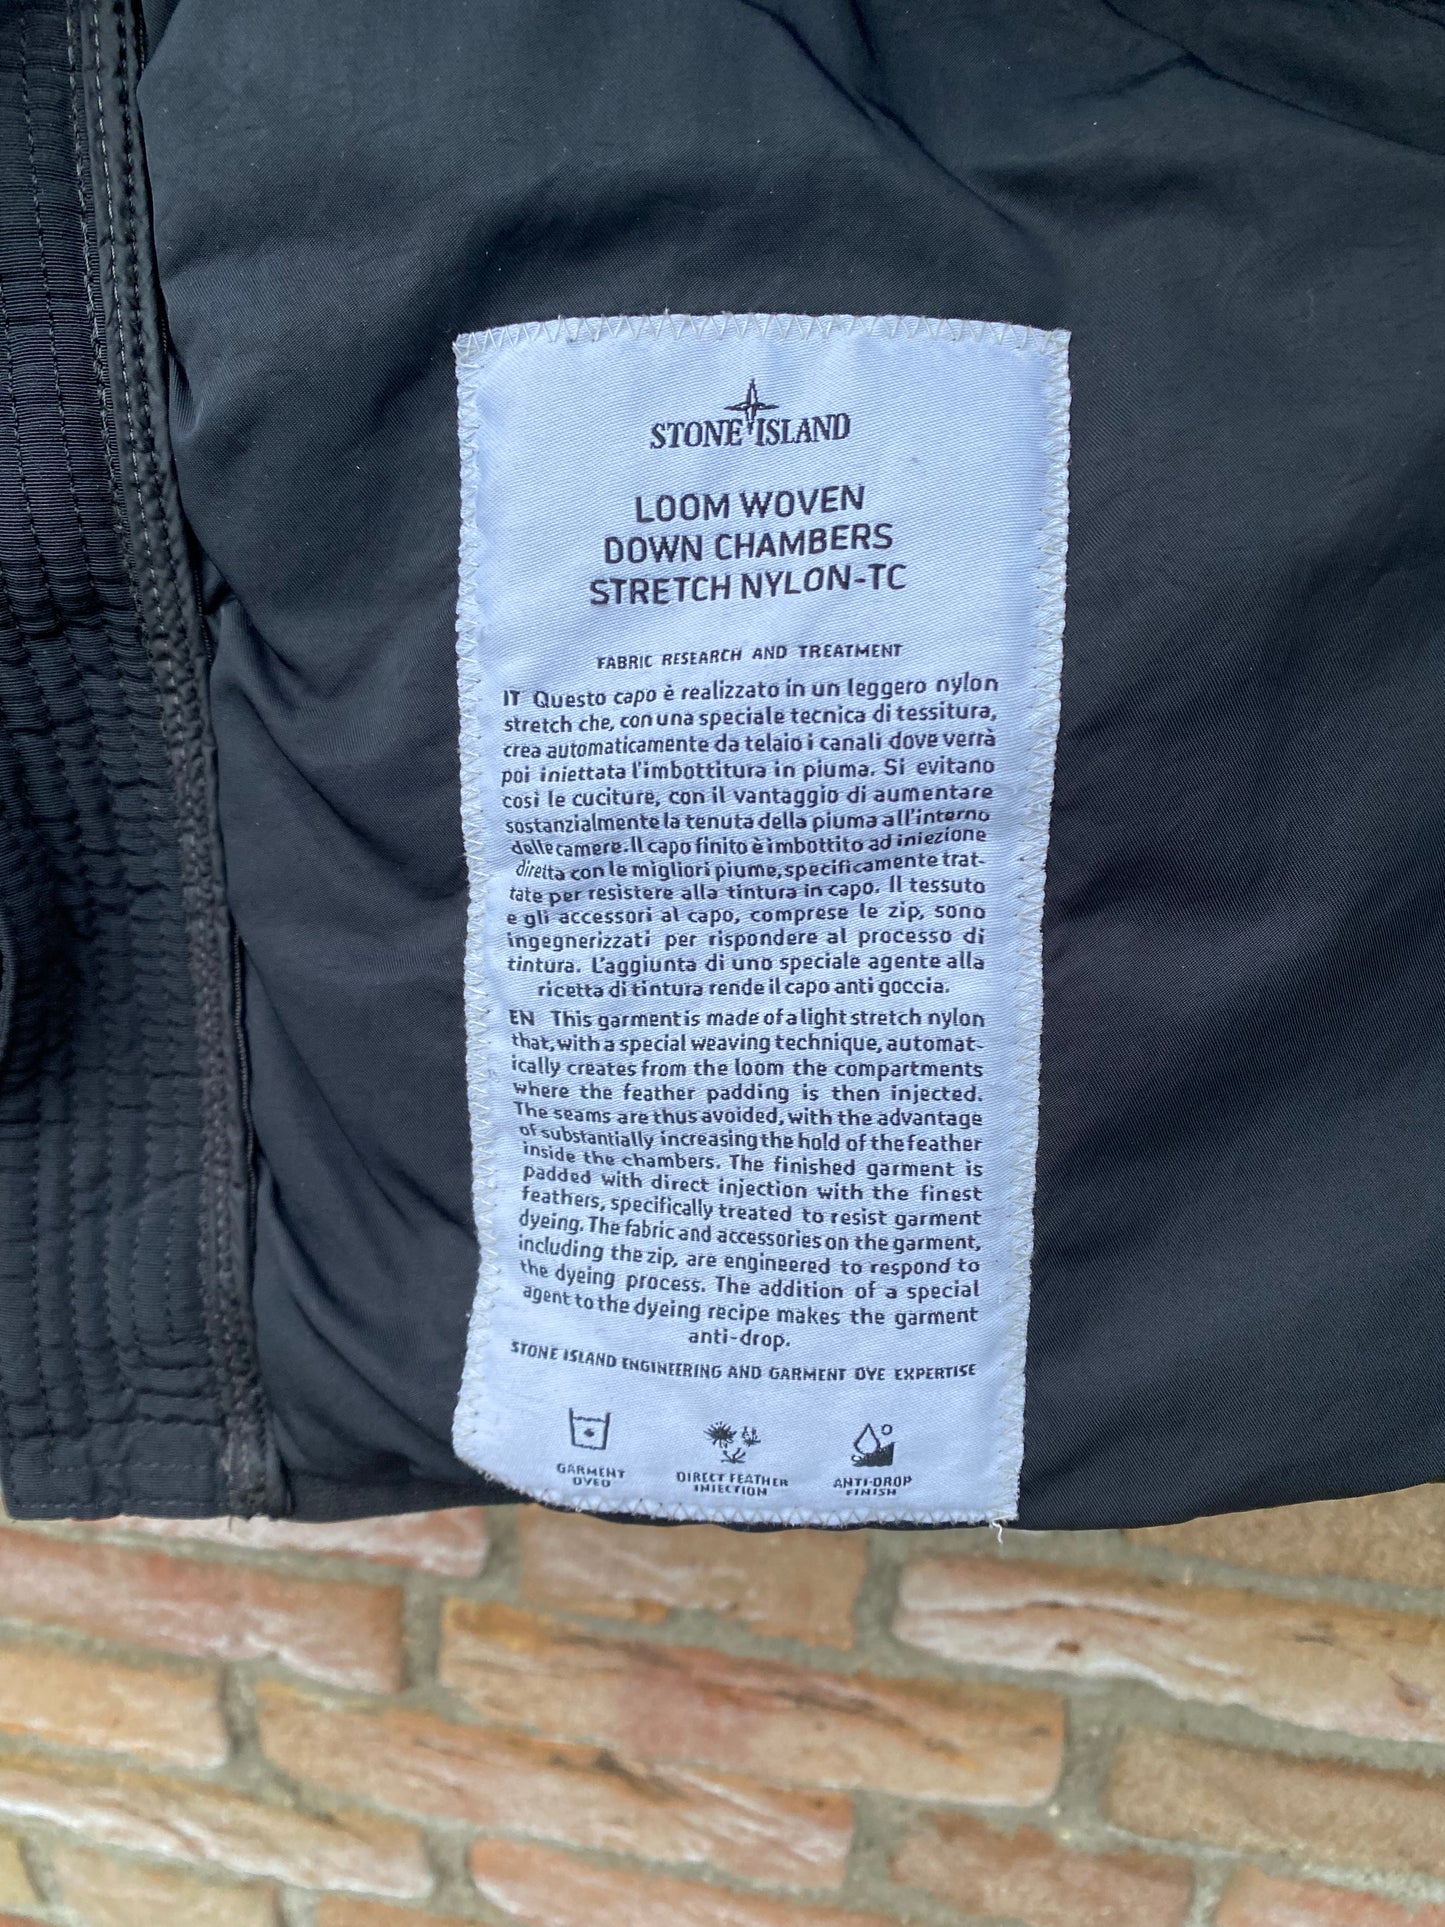 STONE ISLAND
LOOM WOVEN
DOWN CHAMBERS
STRETCH NYLON-TC
FABRIC RESEARCH AND TREATMENT
IT Questo capo è realizzato in un leggero nylon
stretch che, con una speciale tecnica di tessitura,
crea automaticamente da telaio i canali dove verrà
poi iniettata l'imbottitura in piuma. Si evitano
così le cuciture, con il vantaggio di aumentare
sostanzialmente la tenuta della piuma all'interno
delle camere. Il capo finito è imbottito ad iniezione
diretta con le migliori piume, specificamente trat-
tate per resistere alla tintura in capo. Il tessuto
e gli accessori al capo, comprese le zip, sono
ingegnerizzati per rispondere al processo di
tintura. L'aggiunta di uno speciale agente alla
ricetta di tintura rende il capo anti goccia.
EN This garment is made of a light stretch nylon
that, with a special weaving technique, automat-
ically creates from the loom the compartments
where the feather padding is then injected.
The seams are thus avoided, with the advantage
of substantially increasing the hold of the feather
inside the chambers. The finished garment is
padded with direct injection with the finest
feathers, specifically treated to resist garment
dyeing. The fabric and accessories on the garment,
including the zip, are engineered to respond to
the dyeing process. The addition of a special
agent to the dyeing recipe makes the garment
anti-drop.
STONE ISLAND ENGINEERING AND GARMENT DYE EXPERTISE
GARMENT
DYED
DIRECT FEATHER
INJECTION
ANTI-DROP
FINISH